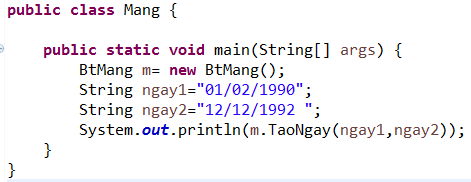 public class Mang {
public static void main(String[] args) {
BtMang m= new BtMang();
String ngay1="01/02/1990";
String ngay2="12/12/1992 ";
System.out.println(m.TaoNgay(ngay1,ngay2));
}
}